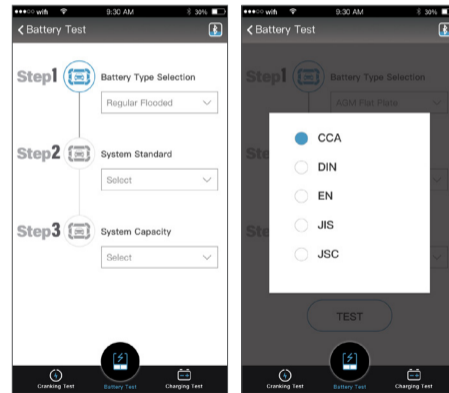 ●●●○○ wifi 9:30 AM 30%
Battery Test
Step1 Battery Type Selection
Regular Flooded
Step2 System Standard
Select
Step3 System Capacity
Select
Cranking Test Battery Test Charging Test
●●●○○ wifi 9:30 AM 30%
Battery Test
Step1 Battery Type Selection
AGM Flat Plate
Ste
CCA
DIN
EN
JIS
JSC
Ste
TEST
Cranking Test Battery Test Charging Test